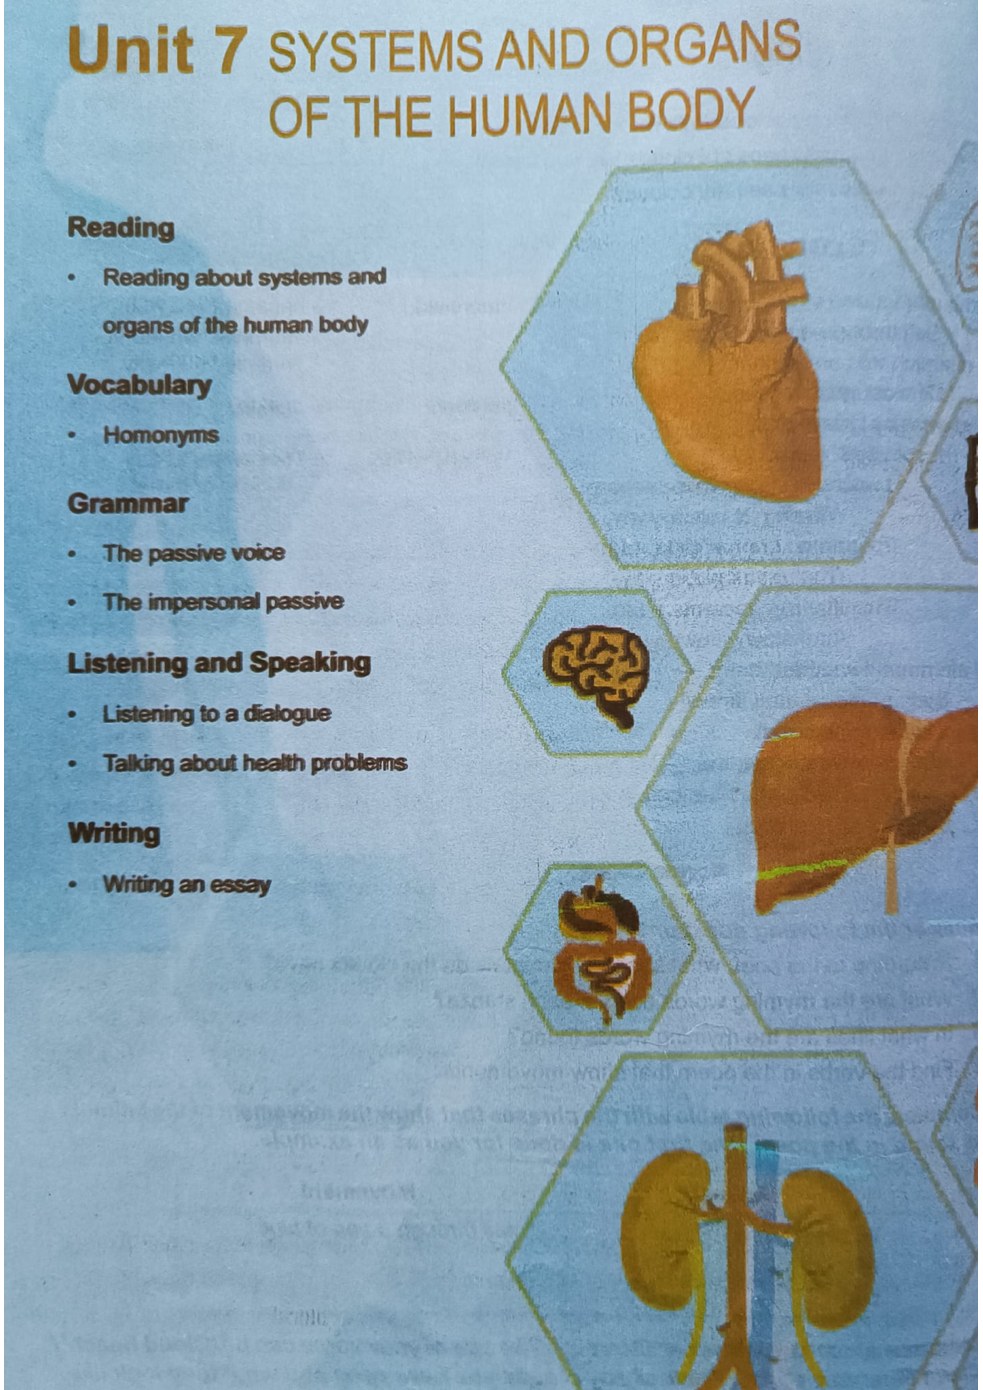 Unit 7 SYSTEMS AND ORGANS
OF THE HUMAN BODY
Reading
• Reading about systems and
organs of the human body
Vocabulary
• Homonyms
Grammar
• The passive voice
• The impersonal passive
Listening and Speaking
• Listening to a dialogue
• Talking about health problems
Writing
• Writing an essay